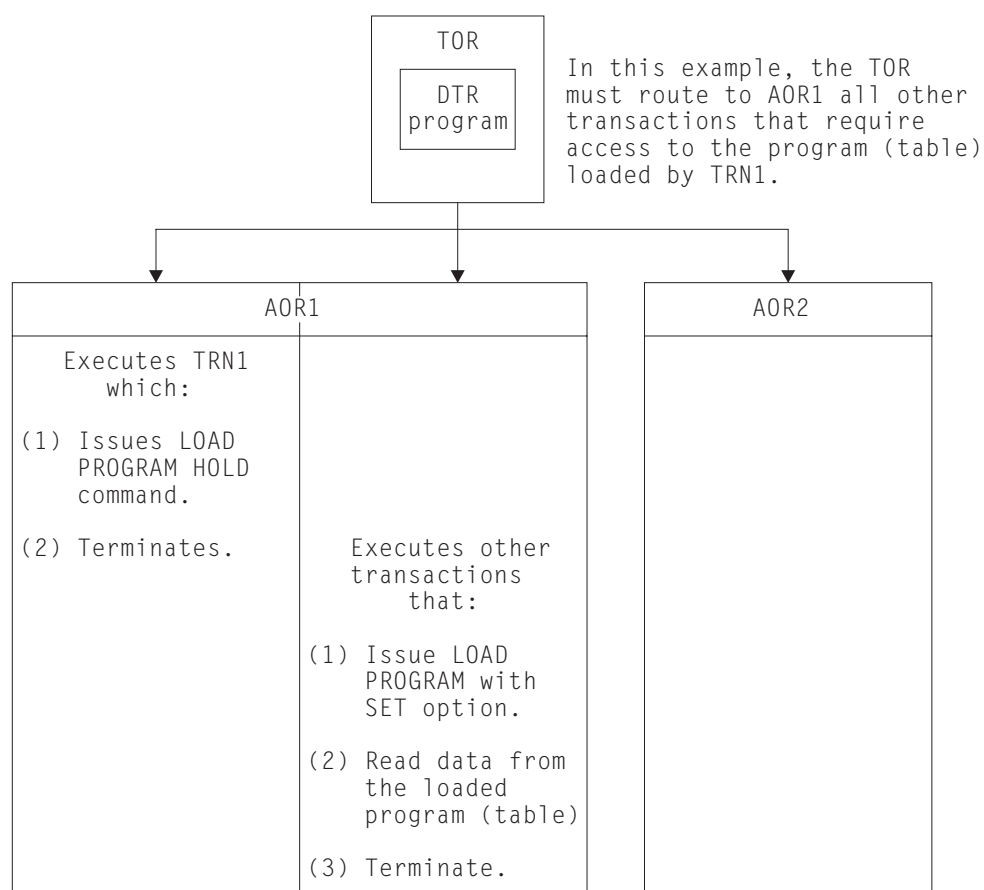 TOR
DTR
program
In this example, the TOR
must route to AOR1 all other
transactions that require
access to the program (table)
loaded by TRN1.
AOR1
Executes TRN1
which:
(1) Issues LOAD
PROGRAM HOLD
command.
(2) Terminates.
Executes other
transactions
that:
(1) Issue LOAD
PROGRAM with
SET option.
(2) Read data from
the loaded
program (table)
(3) Terminate.
AOR2